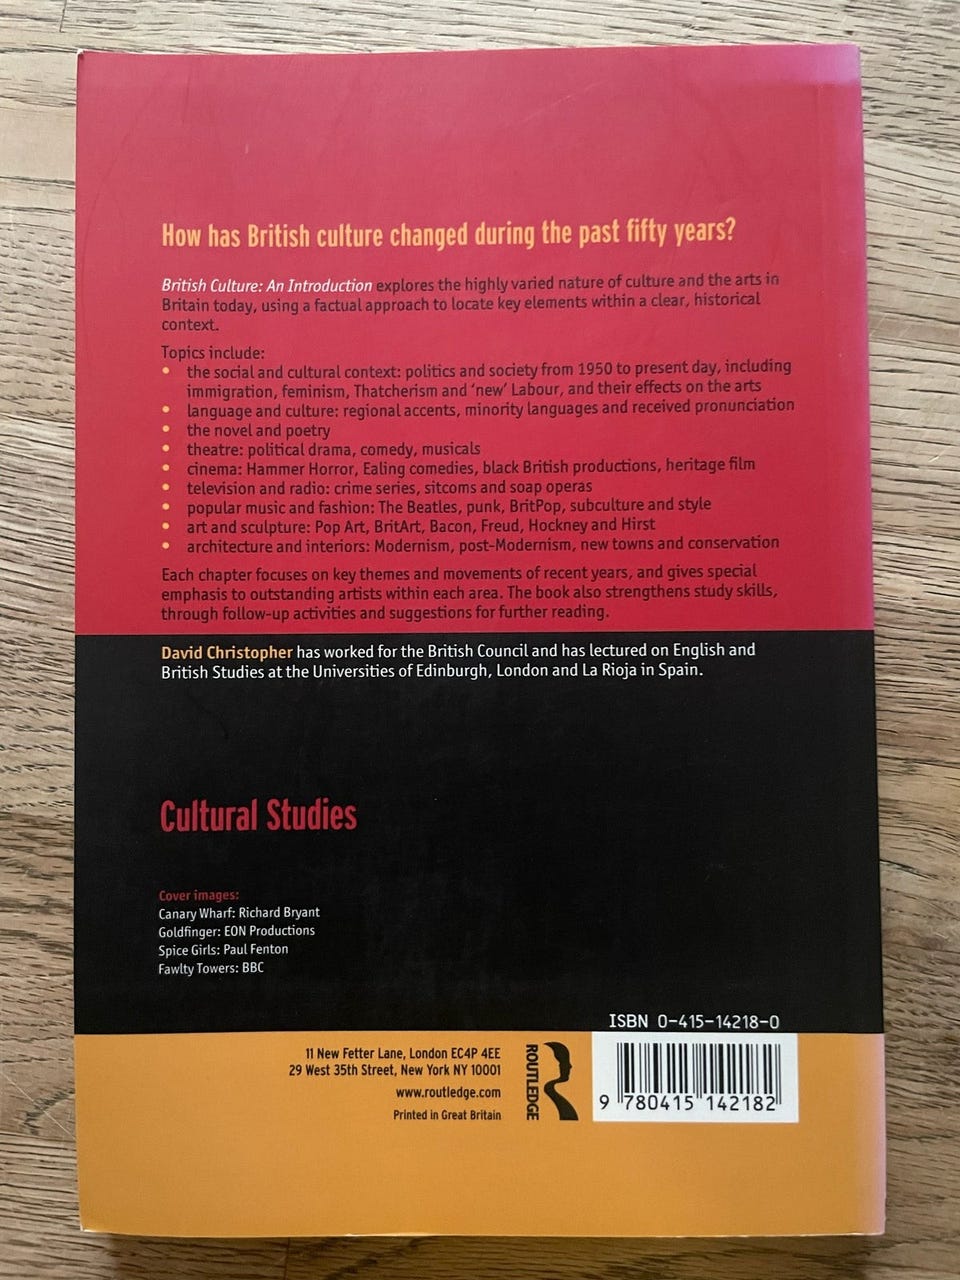 How has British culture changed during the past fifty years?
British Culture: An Introduction explores the highly varied nature of culture and the arts in
Britain today, using a factual approach to locate key elements within a clear, historical
context.
Topics include:
• the social and cultural context: politics and society from 1950 to present day, including
immigration, feminism, Thatcherism and 'new' Labour, and their effects on the arts
• language and culture: regional accents, minority languages and received pronunciation
• the novel and poetry
• theatre: political drama, comedy, musicals
• cinema: Hammer Horror, Ealing comedies, black British productions, heritage film
• television and radio: crime series, sitcoms and soap operas
• popular music and fashion: The Beatles, punk, BritPop, subculture and style
• art and sculpture: Pop Art, BritArt, Bacon, Freud, Hockney and Hirst
• architecture and interiors: Modernism, post-Modernism, new towns and conservation
Each chapter focuses on key themes and movements of recent years, and gives special
emphasis to outstanding artists within each area. The book also strengthens study skills,
through follow-up activities and suggestions for further reading.
David Christopher has worked for the British Council and has lectured on English and
British Studies at the Universities of Edinburgh, London and La Rioja in Spain.
Cultural Studies
Cover images:
Canary Wharf: Richard Bryant
Goldfinger: EON Productions
Spice Girls: Paul Fenton
Fawlty Towers: BBC
ISBN 0-415-14218-0
11 New Fetter Lane, London EC4P 4EE
29 West 35th Street, New York NY 10001
www.routledge.com
Printed in Great Britain
ROUTLEDGE
9 780415 142182